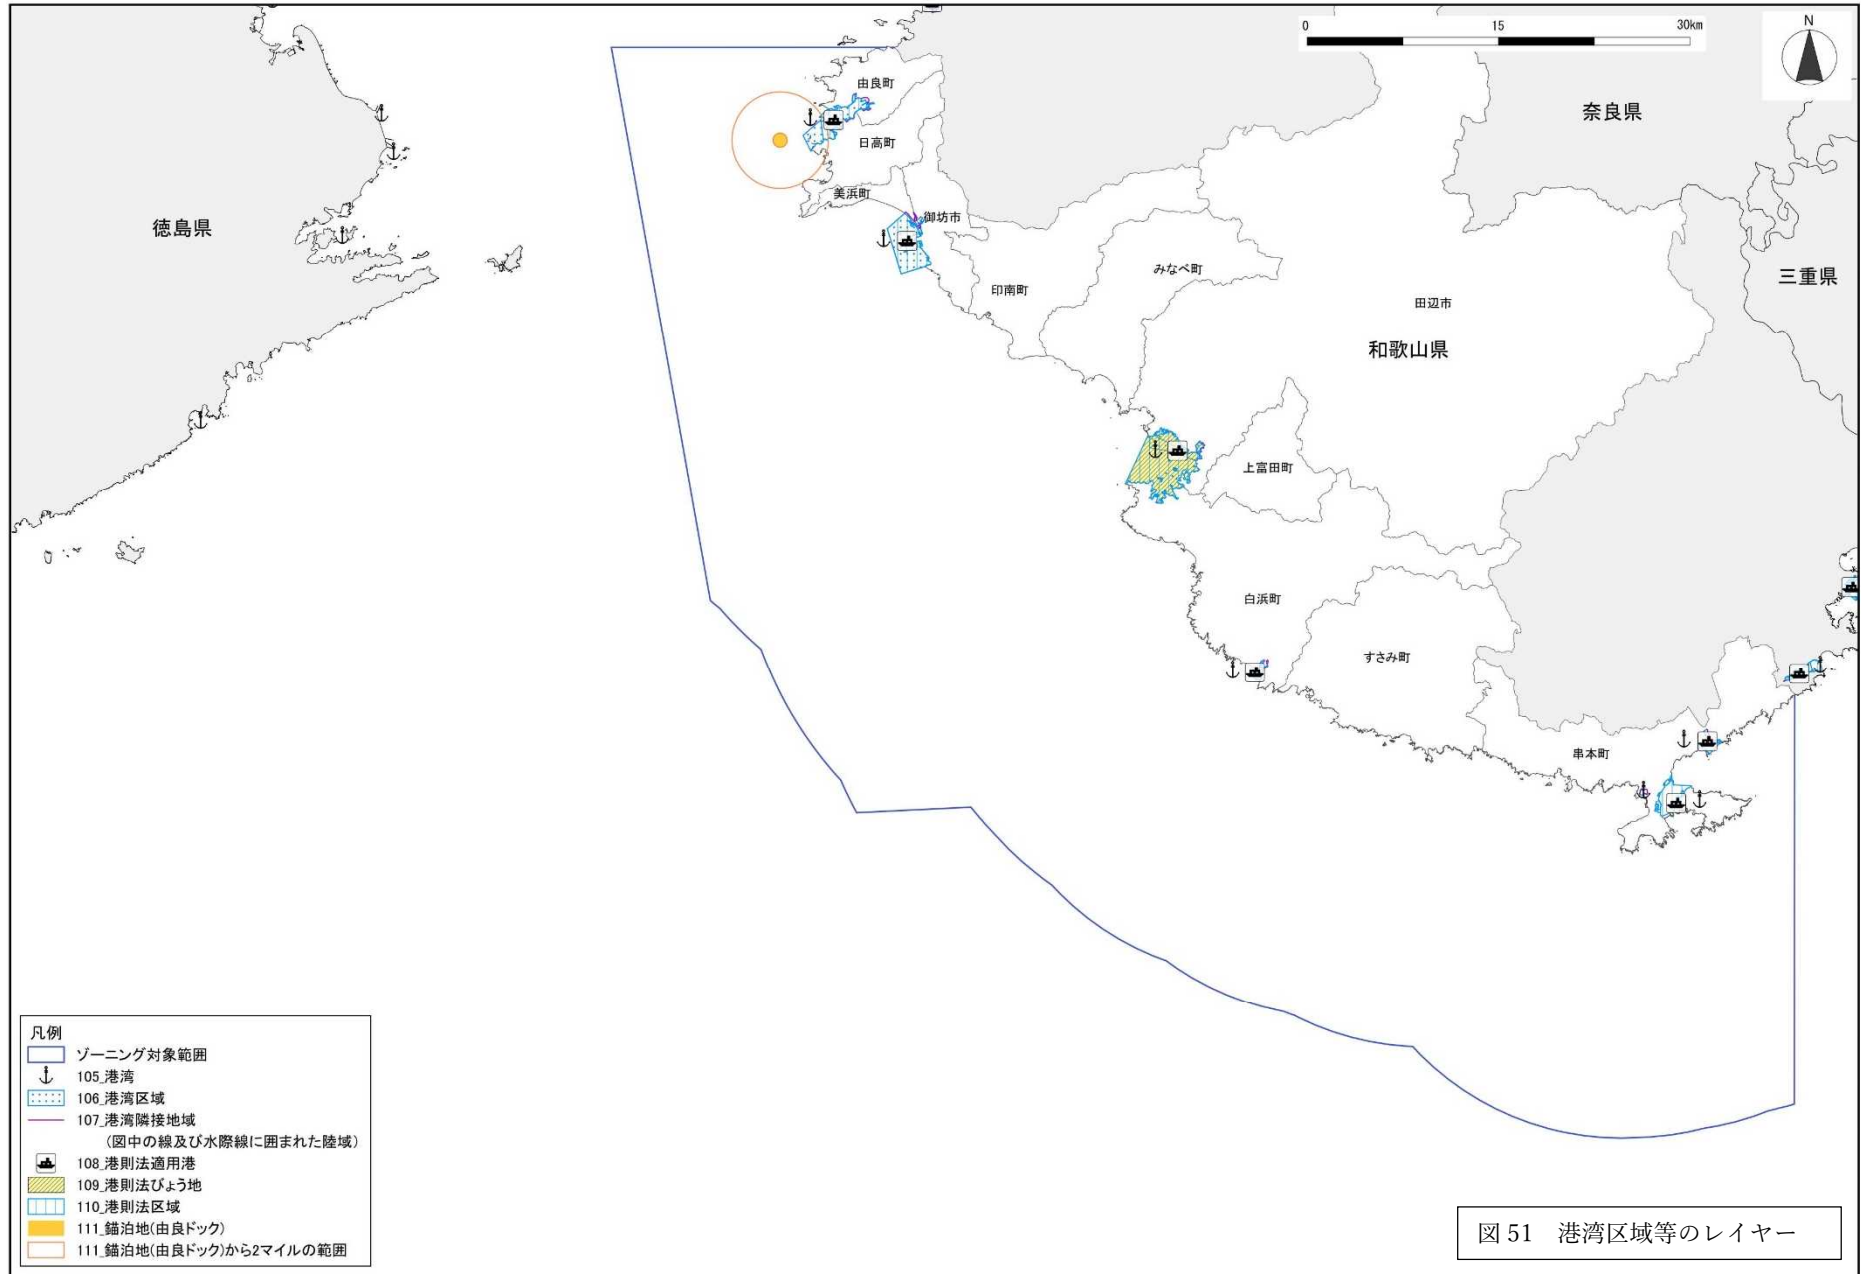 0 15 30km
N
由良町
奈良県
日高町
美浜町
徳島県
御坊市
みなべ町
三重県
印南町
田辺市
和歌山県
上富田町
白浜町
すさみ町
串本町
凡例
ゾーニング対象範囲
105_港湾
106_港湾区域
107_港湾隣接地域
(図中の線及び水際線に囲まれた陸域)
108_港則法適用港
109_港則法びょう地
110_港則法区域
111_錨泊地(由良ドック)
111_錨泊地(由良ドック)から2マイルの範囲
図 51 港湾区域等のレイヤー